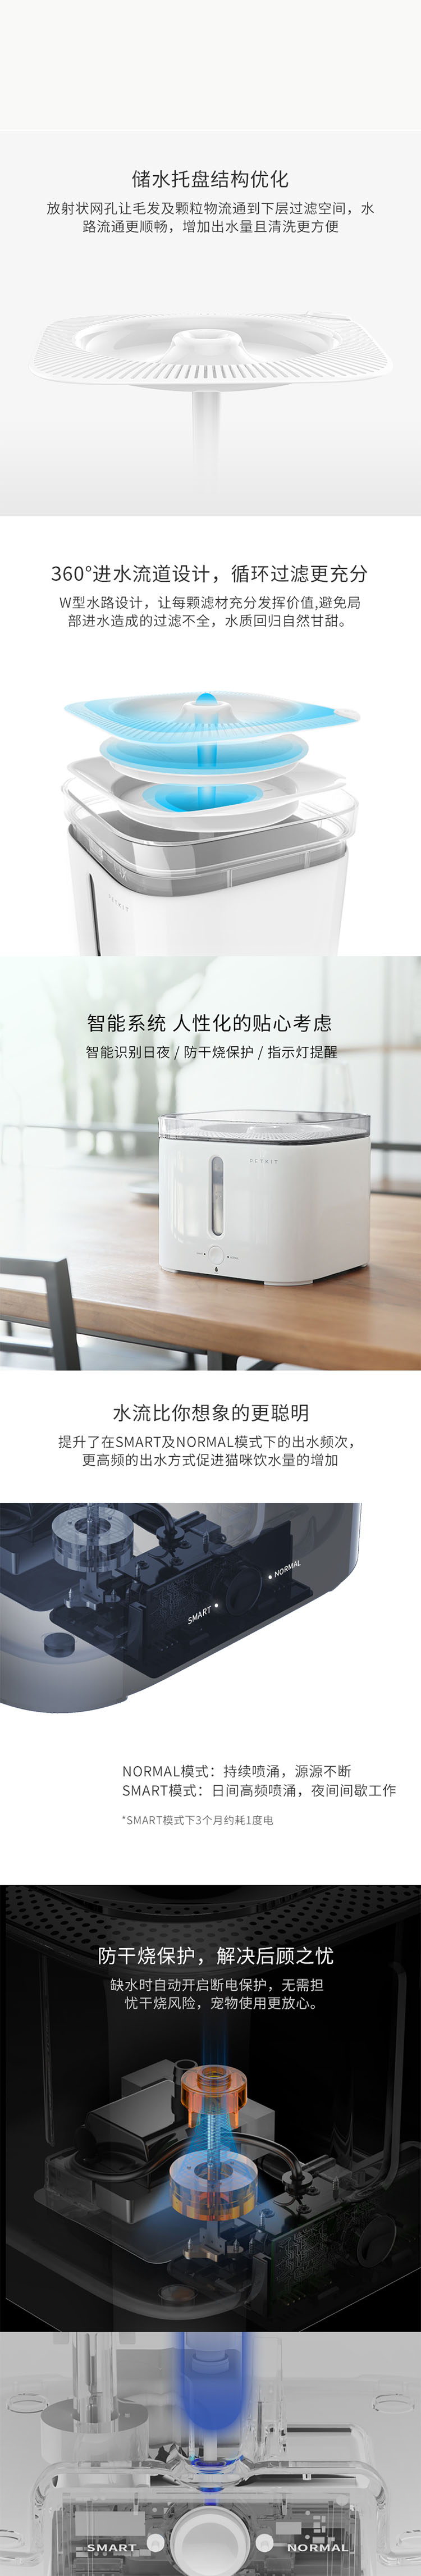 储水托盘结构优化
放射状网孔让毛发及颗粒物流通到下层过滤空间，水
路流通更顺畅，增加出水量且清洗更方便
360°进水流道设计，循环过滤更充分
W型水路设计，让每颗滤材充分发挥价值,避免局
部进水造成的过滤不全，水质回归自然甘甜。
PETKIT
智能系统 人性化的贴心考虑
智能识别日夜 / 防干烧保护 / 指示灯提醒
PETKIT
水流比你想象的更聪明
提升了在SMART及NORMAL模式下的出水频次，
更高频的出水方式促进猫咪饮水量的增加
NORMAL
SMART
NORMAL模式：持续喷涌，源源不断
SMART模式：日间高频喷涌，夜间间歇工作
*SMART模式下3个月约耗1度电
防干烧保护，解决后顾之忧
缺水时自动开启断电保护，无需担
忧干烧风险，宠物使用更放心。
SMART
NORMAL